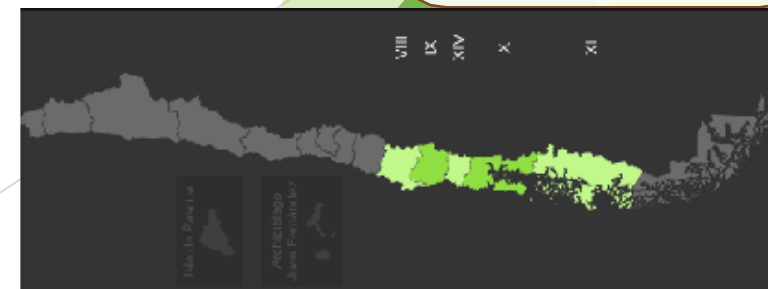 VIII
IX
XIV
X
XI
Isla de Pascua
Archipiélago
Juan Fernández